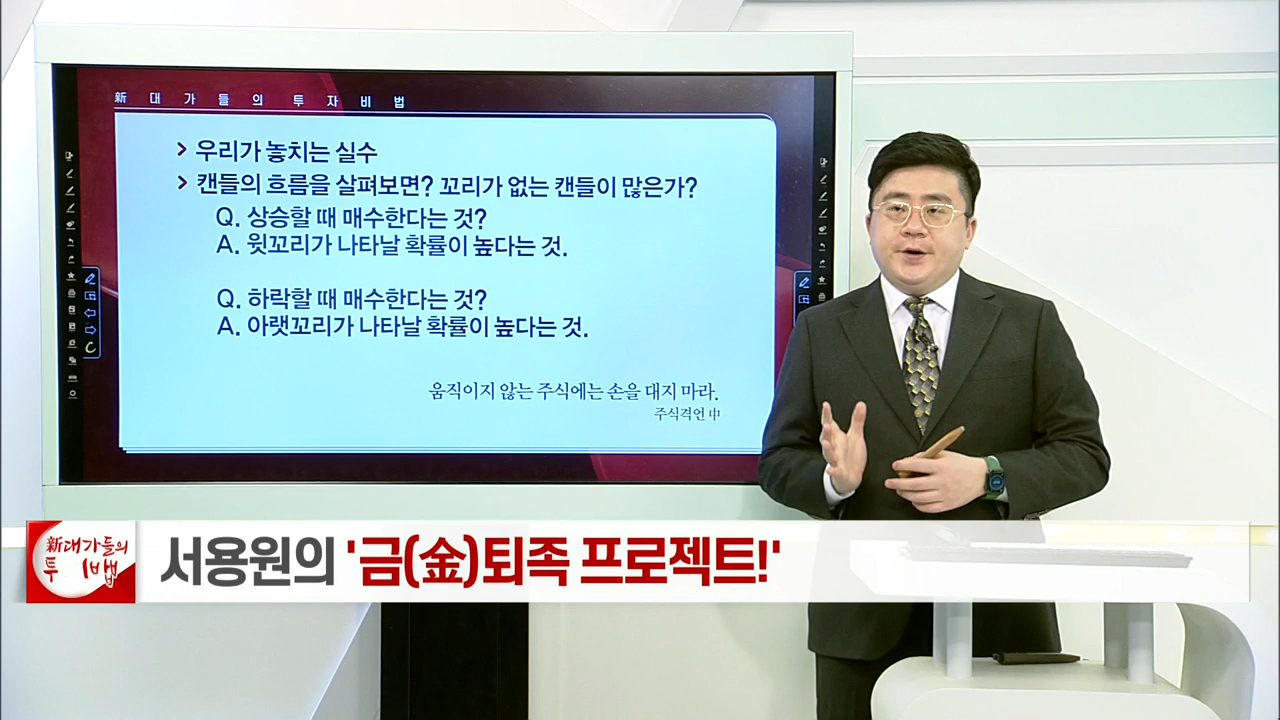 新 대가들의 투자비법
> 우리가 놓치는 실수
> 캔들의 흐름을 살펴보면? 꼬리가 없는 캔들이 많은가?
Q. 상승할 때 매수한다는 것?
A. 윗꼬리가 나타날 확률이 높다는 것.
Q. 하락할 때 매수한다는 것?
A. 아랫꼬리가 나타날 확률이 높다는 것.
움직이지 않는 주식에는 손을 대지 마라.
주식격언 中
新대가들의
투 비법
서용원의 '금(金)퇴족 프로젝트!'